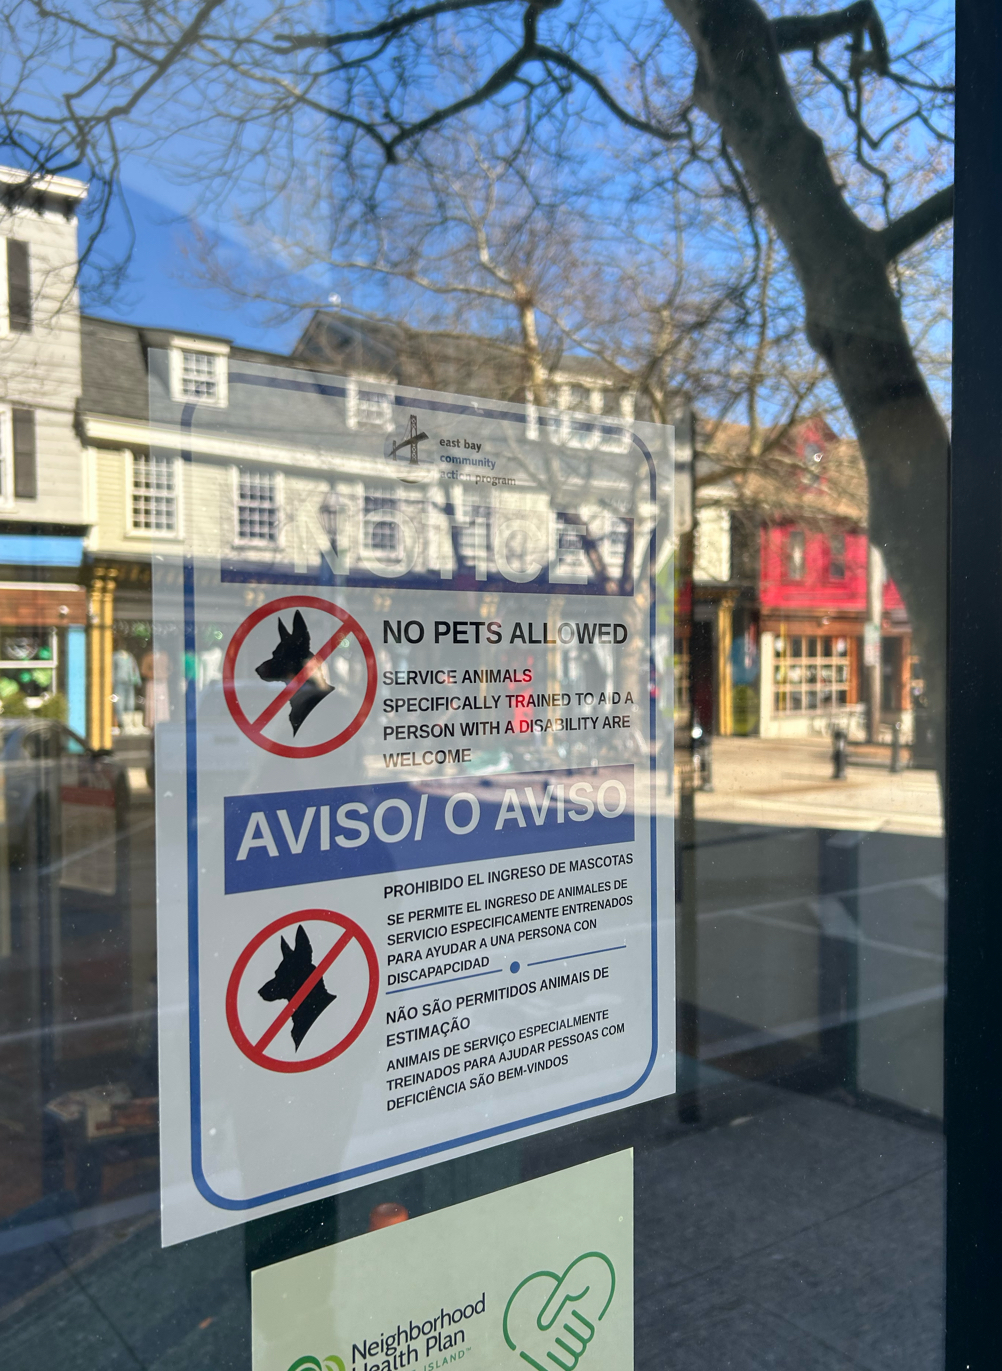 east bay
community
action program
NOTICE
NO PETS ALLOWED
SERVICE ANIMALS
SPECIFICALLY TRAINED TO AID A
PERSON WITH A DISABILITY ARE
WELCOME
AVISO/ O AVISO
PROHIBIDO EL INGRESO DE MASCOTAS
SE PERMITE EL INGRESO DE ANIMALES DE
SERVICIO ESPECIFICAMENTE ENTRENADOS
PARA AYUDAR A UNA PERSONA CON
DISCAPAPCIDAD
NÃO SÃO PERMITIDOS ANIMAIS DE
ESTIMAÇÃO
ANIMAIS DE SERVIÇO ESPECIALMENTE
TREINADOS PARA AJUDAR PESSOAS COM
DEFICIÊNCIA SÃO BEM-VINDOS
Neighborhood
Health Plan
ISLAND™